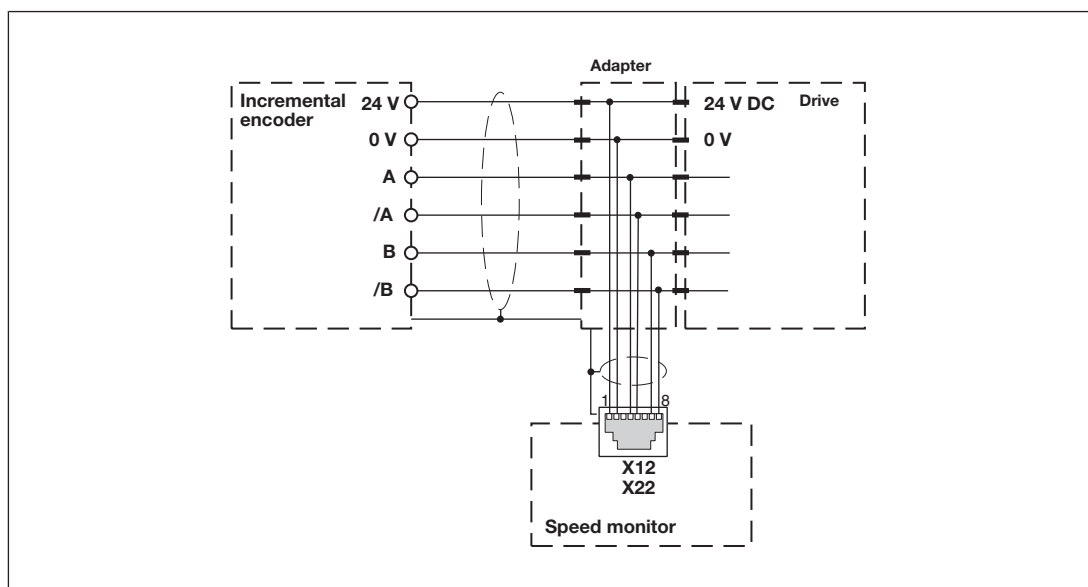 Adapter
Incremental
encoder
24 V
24 V DC
Drive
0 V
0 V
A
/A
B
/B
1
8
X12
X22
Speed monitor